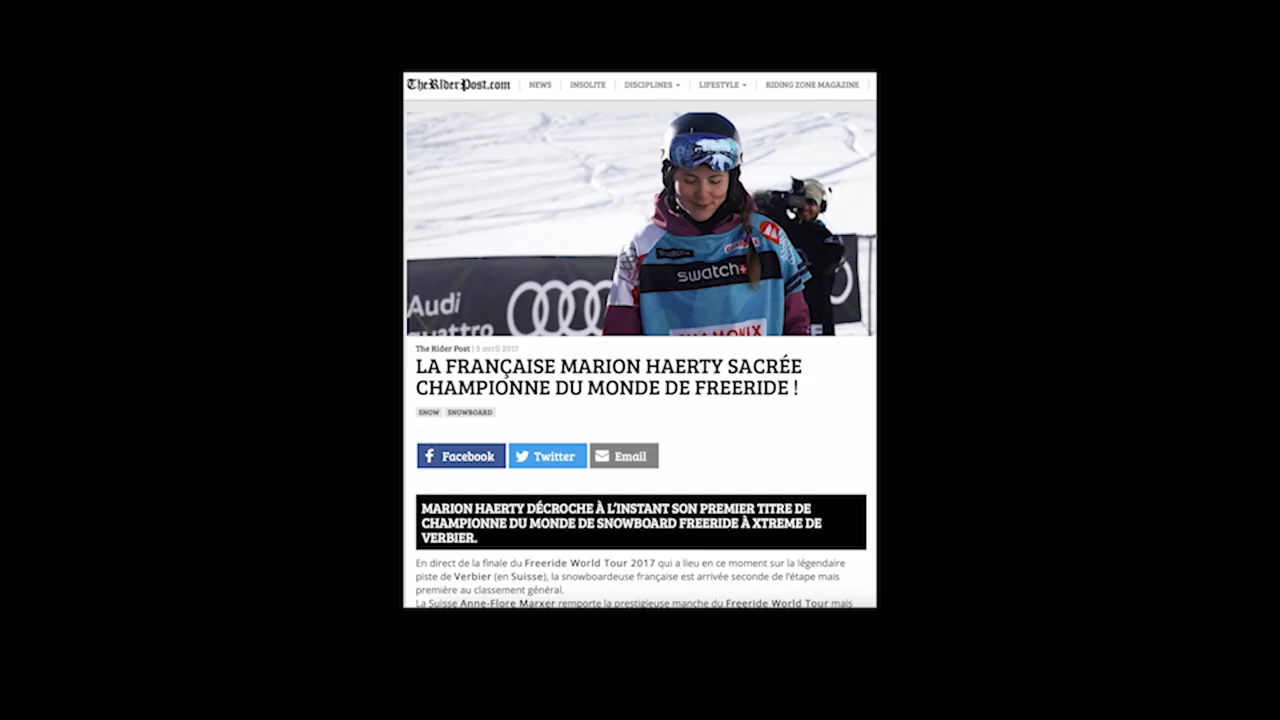 TheRiderPost.com NEWS INSOLITE DISCIPLINES LIFESTYLE RIDING ZONE MAGAZINE
swatch
Audi
quattro
CHAMONIX
The Rider Post | 3 avril 2017
LA FRANÇAISE MARION HAERTY SACRÉE
CHAMPIONNE DU MONDE DE FREERIDE !
SNOW SNOWBOARD
Facebook Twitter Email
MARION HAERTY DÉCROCHE À L'INSTANT SON PREMIER TITRE DE
CHAMPIONNE DU MONDE DE SNOWBOARD FREERIDE À XTREME DE
VERBIER.
En direct de la finale du Freeride World Tour 2017 qui a lieu en ce moment sur la légendaire
piste de Verbier (en Suisse), la snowboardeuse française est arrivée seconde de l'étape mais
première au classement général.
La Suisse Anne-Flore Marxer remporte la prestigieuse manche du Freeride World Tour mais